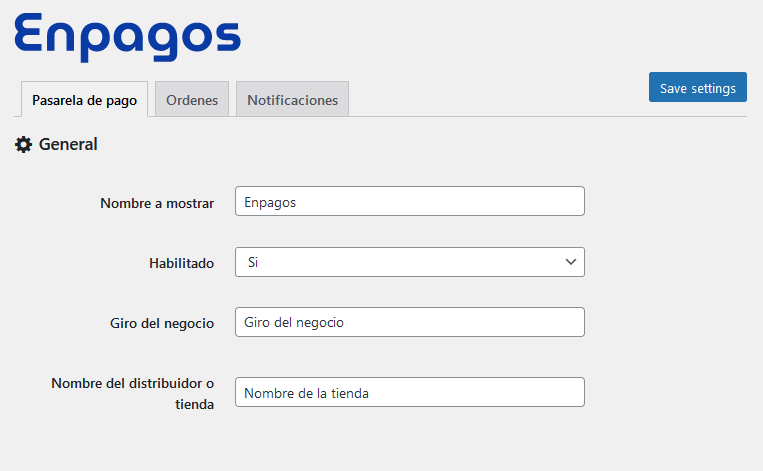 Enpagos
Pasarela de pago
Ordenes
Notificaciones
Save settings
General
Nombre a mostrar
Enpagos
Habilitado
Si
Giro del negocio
Giro del negocio
Nombre del distribuidor o
tienda
Nombre de la tienda